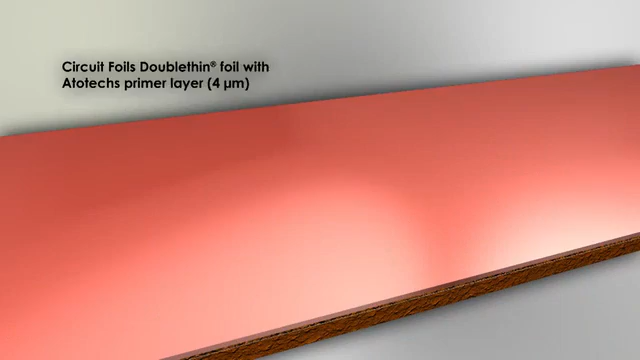 Circuit Foils Doublethin® foil with
Atotechs primer layer (4 µm)